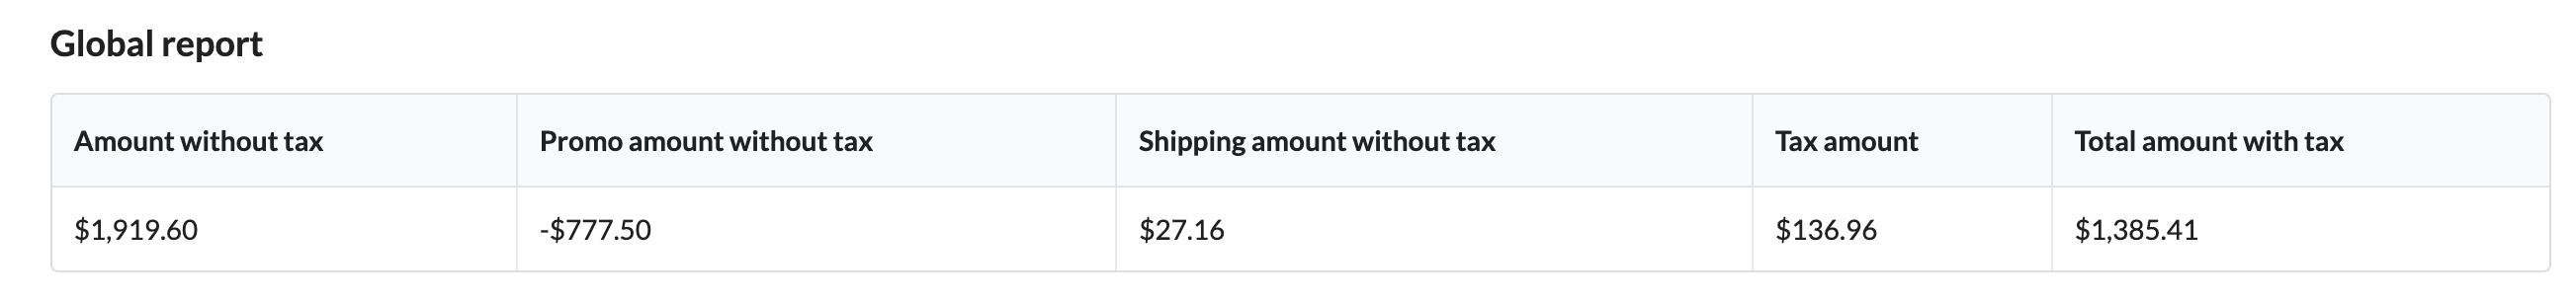 Global report
Amount without tax Promo amount without tax Shipping amount without tax Tax amount Total amount with tax
$1,919.60 -$777.50 $27.16 $136.96 $1,385.41